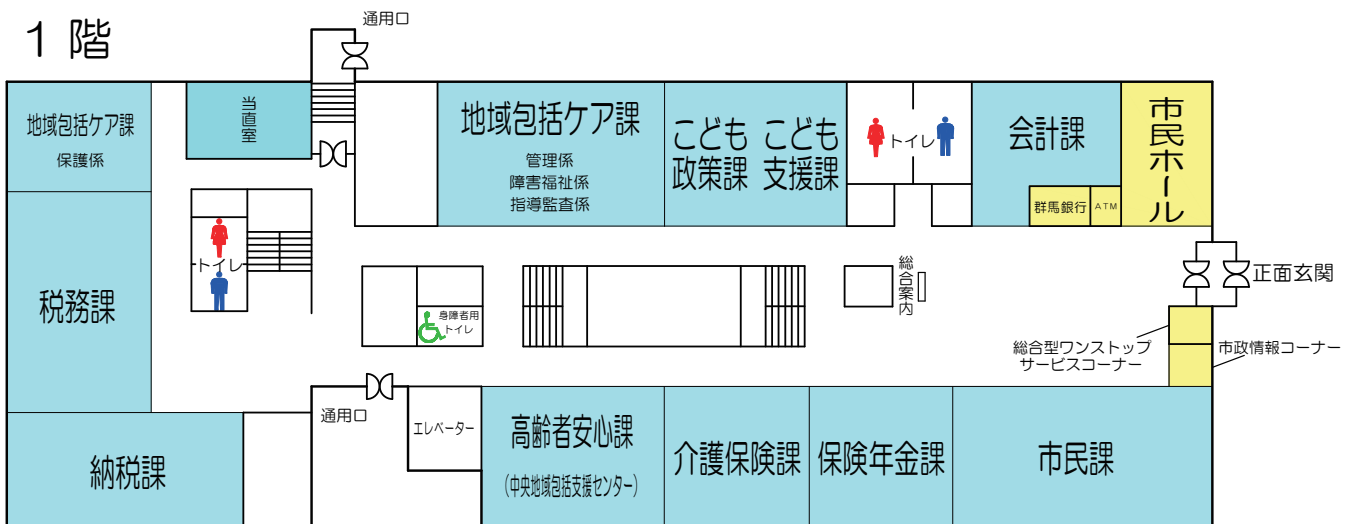 1 階
通用口
地域包括ケア課
保護係
当直室
地域包括ケア課
管理係
障害福祉係
指導監査係
こども
政策課
こども
支援課
トイレ
会計課
群馬銀行
ATM
市民ホール
税務課
トイレ
身障者用
トイレ
総合案内
正面玄関
総合型ワンストップ
サービスコーナー
市政情報コーナー
納税課
通用口
エレベーター
高齢者安心課
(中央地域包括支援センター)
介護保険課
保険年金課
市民課